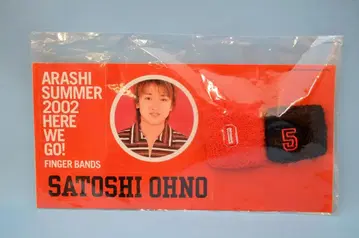 ARASHI
SUMMER
2002
HERE
WE
GO!
FINGER BANDS
SATOSHI OHNO
5